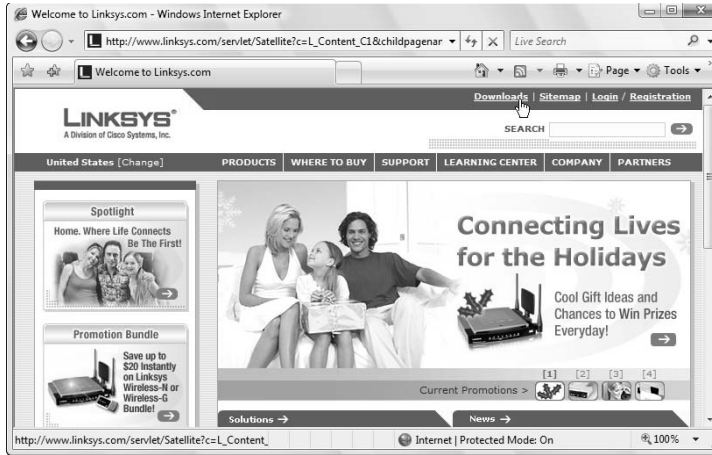 Welcome to Linksys.com - Windows Internet Explorer
http://www.linksys.com/servlet/Satellite?c=L_Content_C1&childpagenar
Live Search
Welcome to Linksys.com
Page
Tools
Downloads | Sitemap | Login / Registration
LINKSYS®
A Division of Cisco Systems, Inc.
SEARCH
United States [Change]
PRODUCTS
WHERE TO BUY
SUPPORT
LEARNING CENTER
COMPANY
PARTNERS
Spotlight
Home. Where Life Connects
Be The First!
Promotion Bundle
Save up to
$20 Instantly
on Linksys
Wireless-N or
Wireless-G
Bundle!
Connecting Lives
for the Holidays
Cool Gift Ideas and
Chances to Win Prizes
Everyday!
[1] [2] [3] [4]
Current Promotions >
Solutions →
News →
http://www.linksys.com/servlet/Satellite?c=L_Content_
Internet | Protected Mode: On
100%